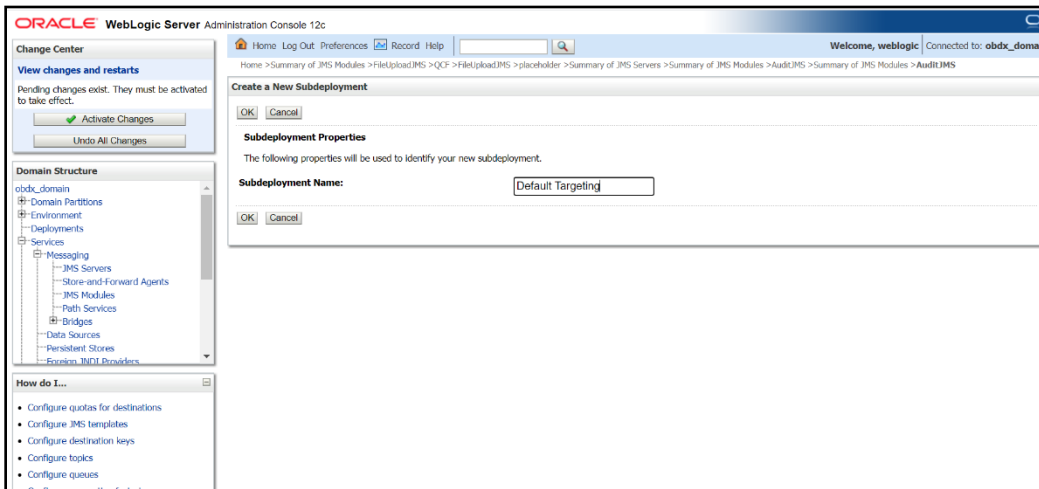 ORACLE WebLogic Server Administration Console 12c
Change Center
View changes and restarts
Pending changes exist. They must be activated
to take effect.
Activate Changes
Undo All Changes
Domain Structure
obdx_domain
Domain Partitions
Environment
Deployments
Services
Messaging
JMS Servers
Store-and-Forward Agents
JMS Modules
Path Services
Bridges
Data Sources
Persistent Stores
Foreign JNDI Providers
How do I...
Configure quotas for destinations
Configure JMS templates
Configure destination keys
Configure topics
Configure queues
Home Log Out Preferences Record Help
Welcome, weblogic Connected to: obdx_doma
Home >Summary of JMS Modules >FileUploadJMS >QCF >FileUploadJMS >placeholder >Summary of JMS Servers >Summary of JMS Modules >AuditJMS >Summary of JMS Modules >AuditJMS
Create a New Subdeployment
OK Cancel
Subdeployment Properties
The following properties will be used to identify your new subdeployment.
Subdeployment Name: Default Targeting
OK Cancel